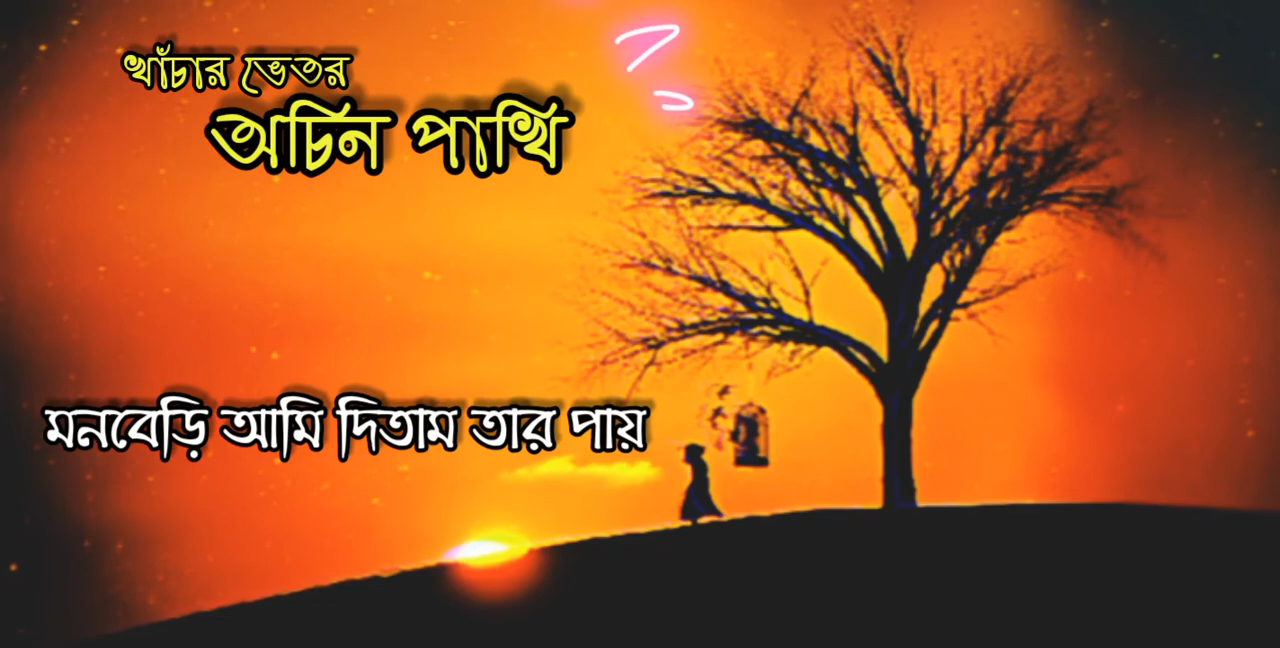 খাঁচার ভেতর
অচিন পাখি
মনবেড়ি আমি দিতাম তার পায়